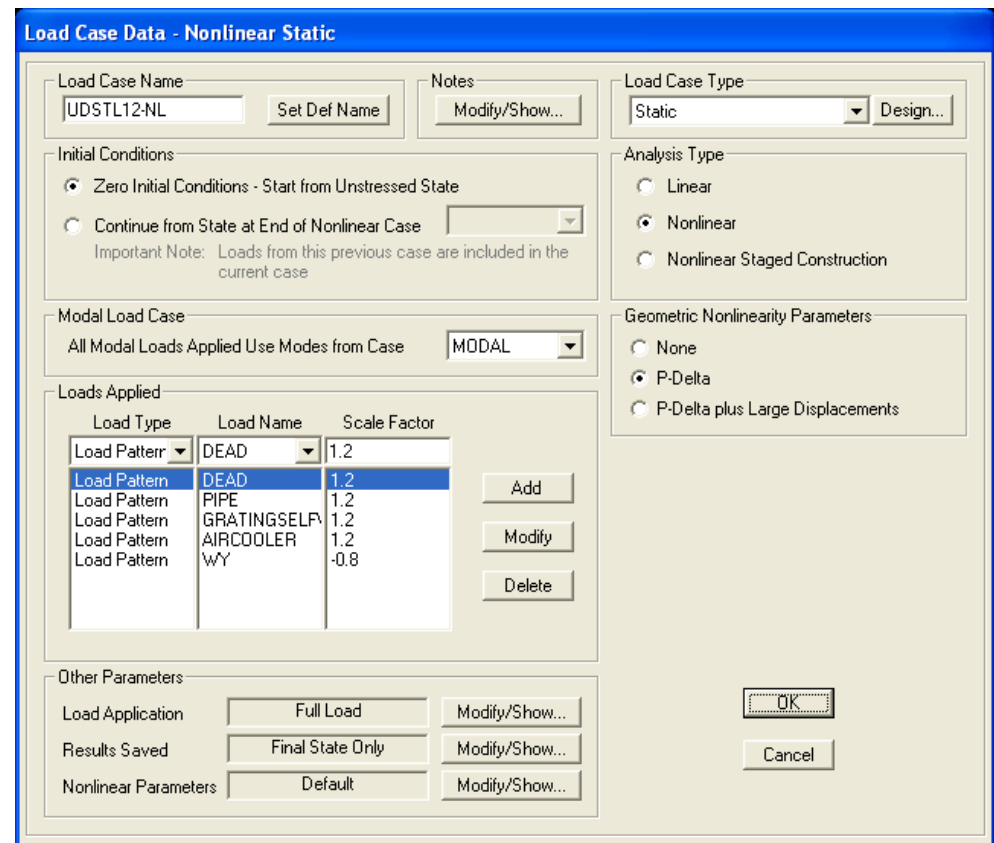 Load Case Data - Nonlinear Static
Load Case Name
UDSTL12-NL
Set Def Name
Notes
Modify/Show...
Load Case Type
Static
Design...
Initial Conditions
Zero Initial Conditions - Start from Unstressed State
Continue from State at End of Nonlinear Case
Important Note: Loads from this previous case are included in the
current case
Analysis Type
Linear
Nonlinear
Nonlinear Staged Construction
Modal Load Case
All Modal Loads Applied Use Modes from Case MODAL
Geometric Nonlinearity Parameters
None
P-Delta
P-Delta plus Large Displacements
Loads Applied
Load Type Load Name Scale Factor
Load Pattern DEAD 1.2
Load Pattern DEAD 1.2
Load Pattern PIPE 1.2
Load Pattern GRATINGSELFW 1.2
Load Pattern AIRCOOLER 1.2
Load Pattern WY -0.8
Add
Modify
Delete
Other Parameters
Load Application Full Load Modify/Show...
Results Saved Final State Only Modify/Show...
Nonlinear Parameters Default Modify/Show...
OK
Cancel